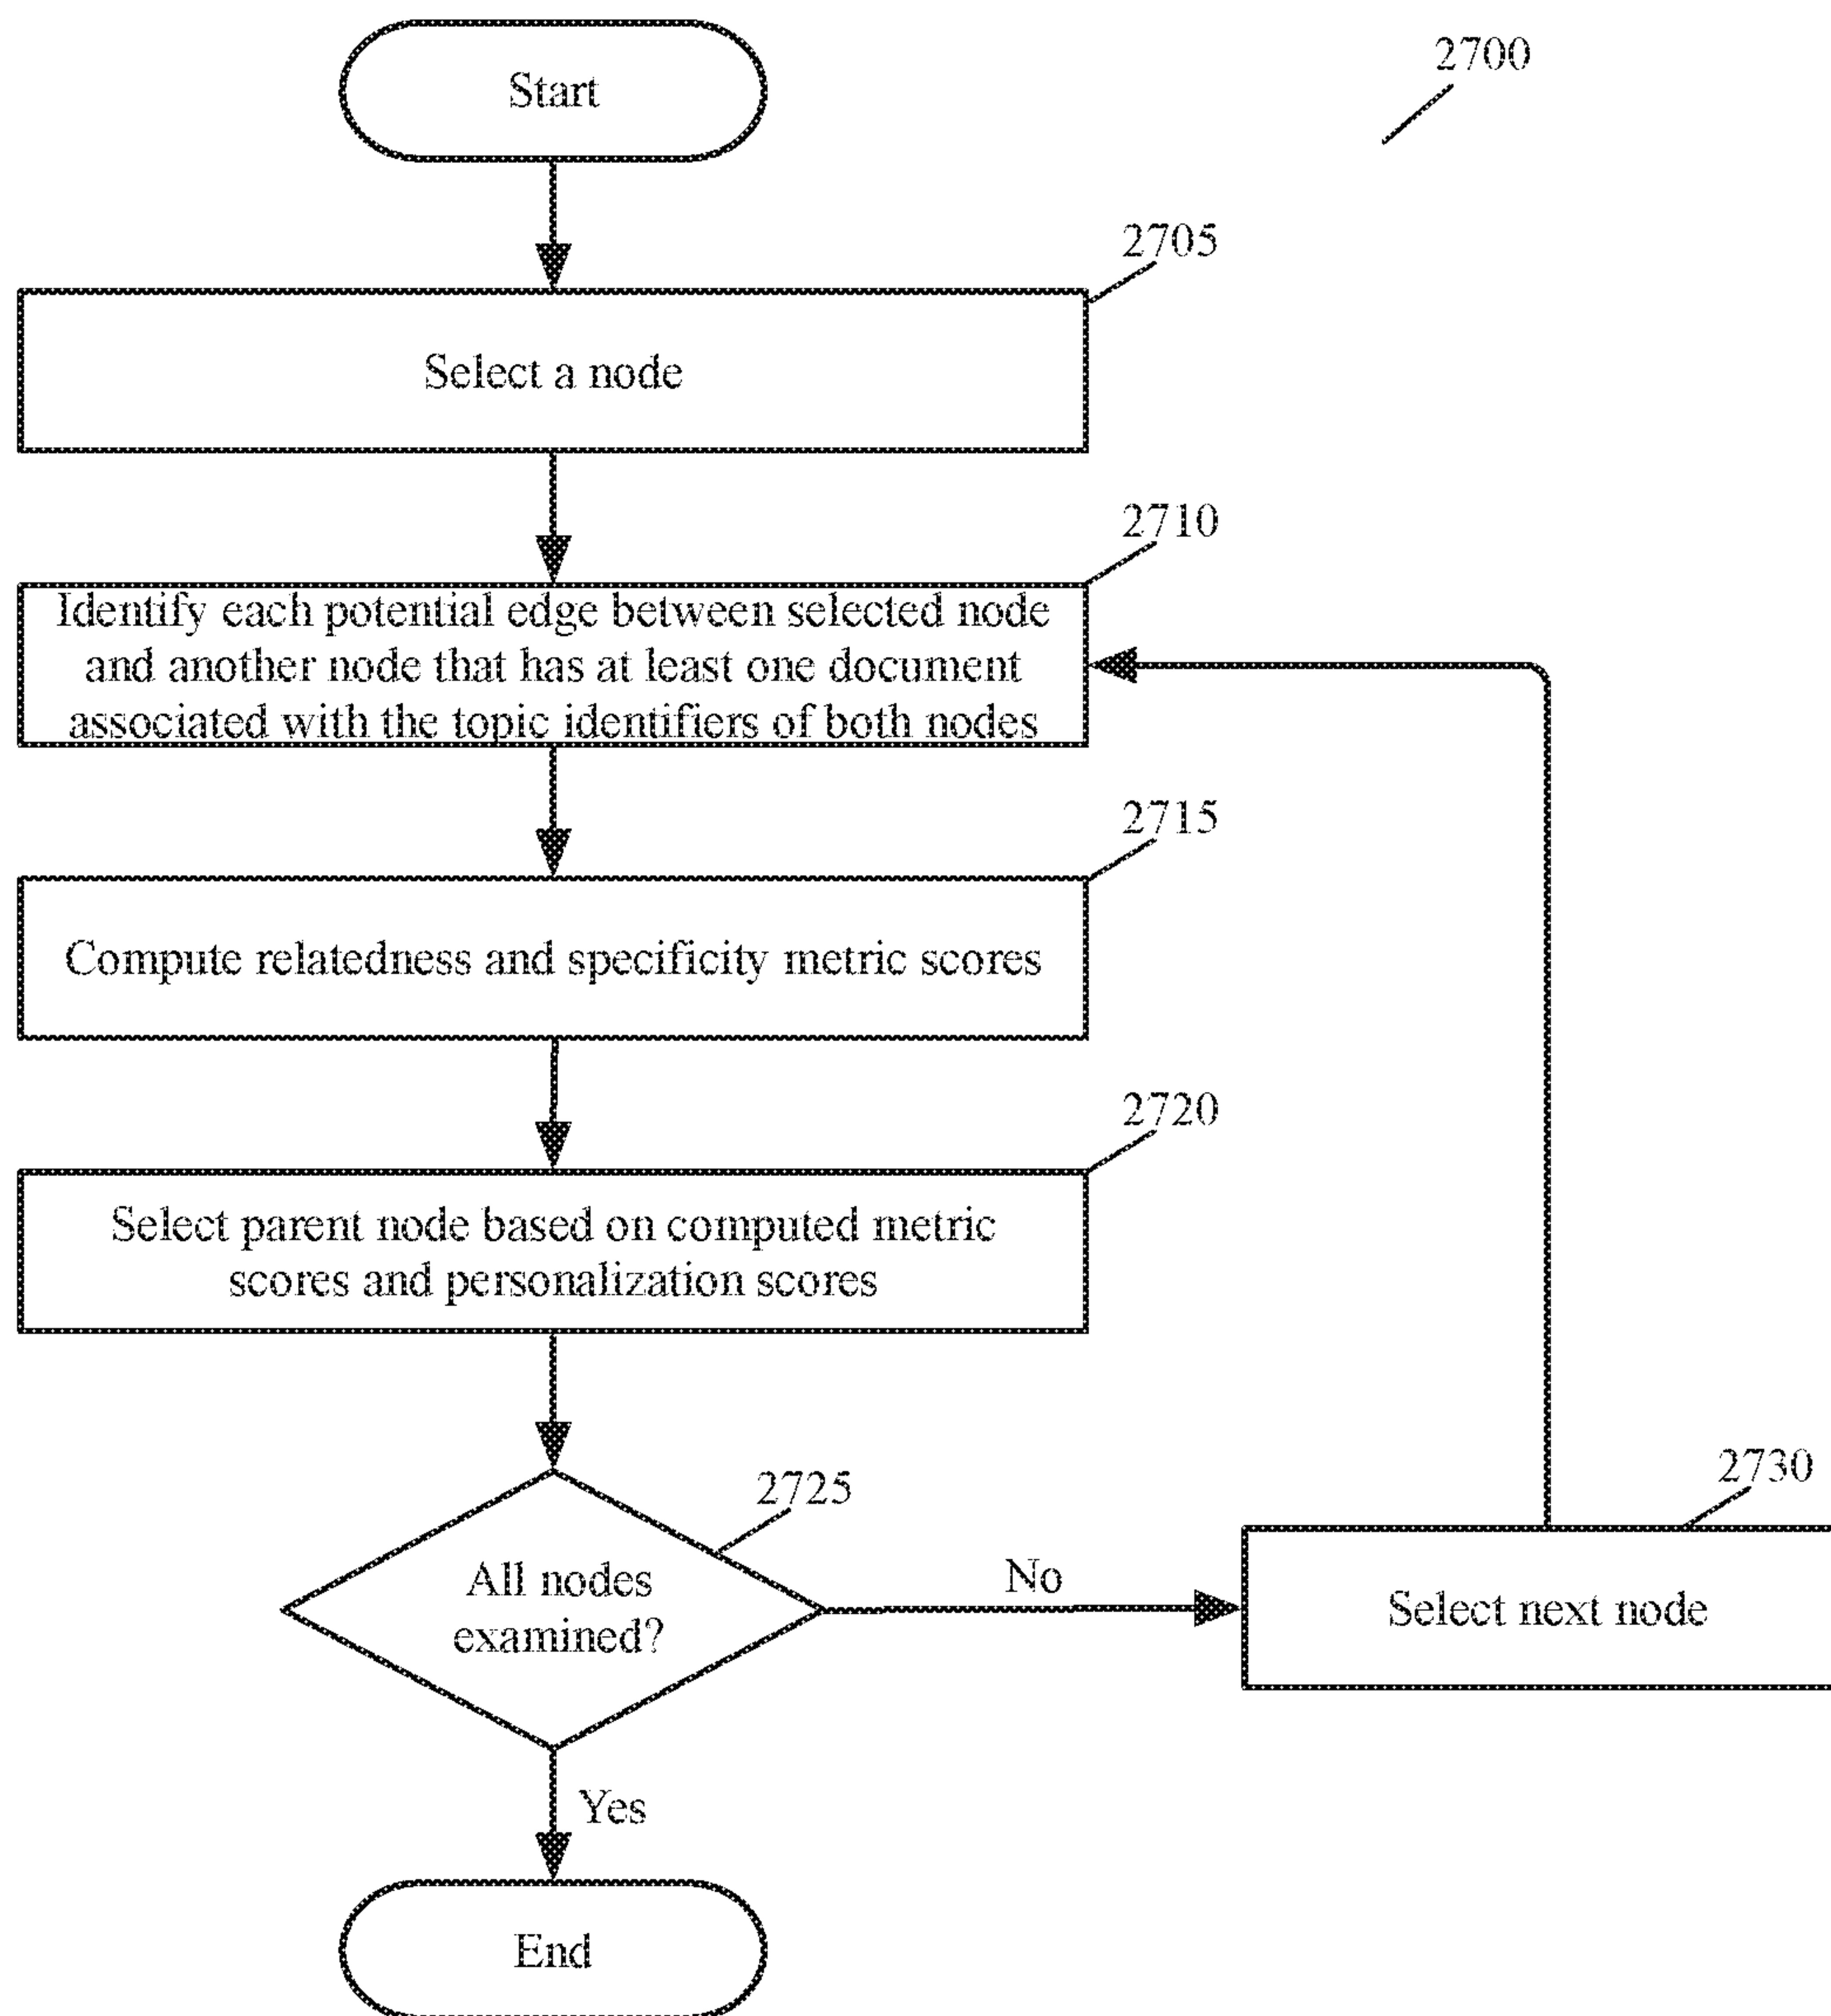 Start
2700
2705
Select a node
2710
Identify each potential edge between selected node
and another node that has at least one document
associated with the topic identifiers of both nodes
2715
Compute relatedness and specificity metric scores
2720
Select parent node based on computed metric
scores and personalization scores
2725
All nodes
examined?
No
2730
Select next node
Yes
End